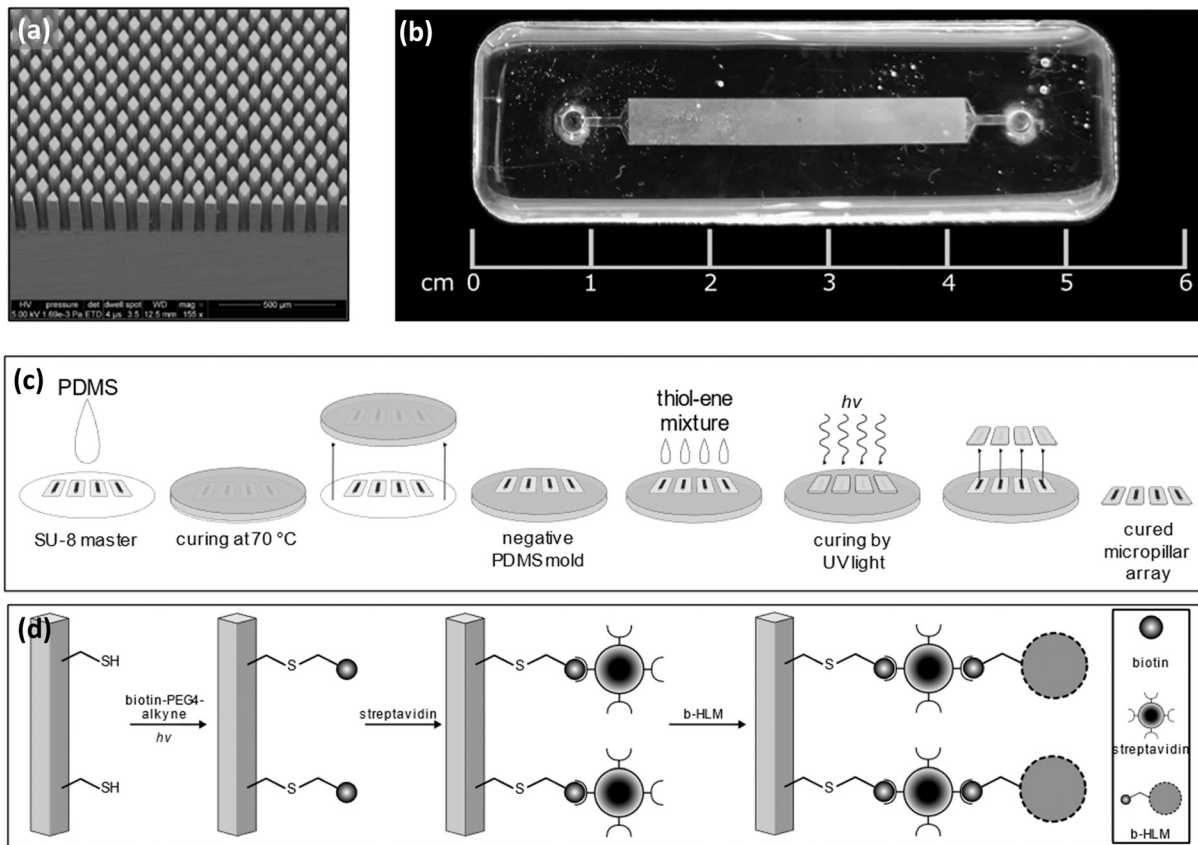 (a)
HV pressure det dwell spot WD mag
5.00 kV 1.69e-3 Pa ETD 4 µs 3.5 12.5 mm 155 x
500 µm
(b)
cm 0 1 2 3 4 5 6
(c)
PDMS
SU-8 master
curing at 70 °C
negative
PDMS mold
thiol-ene
mixture
hν
curing by
UV light
cured
micropillar
array
(d)
SH
SH
biotin-PEG4-
alkyne
hν
S
S
streptavidin
S
S
b-HLM
S
S
biotin
streptavidin
b-HLM